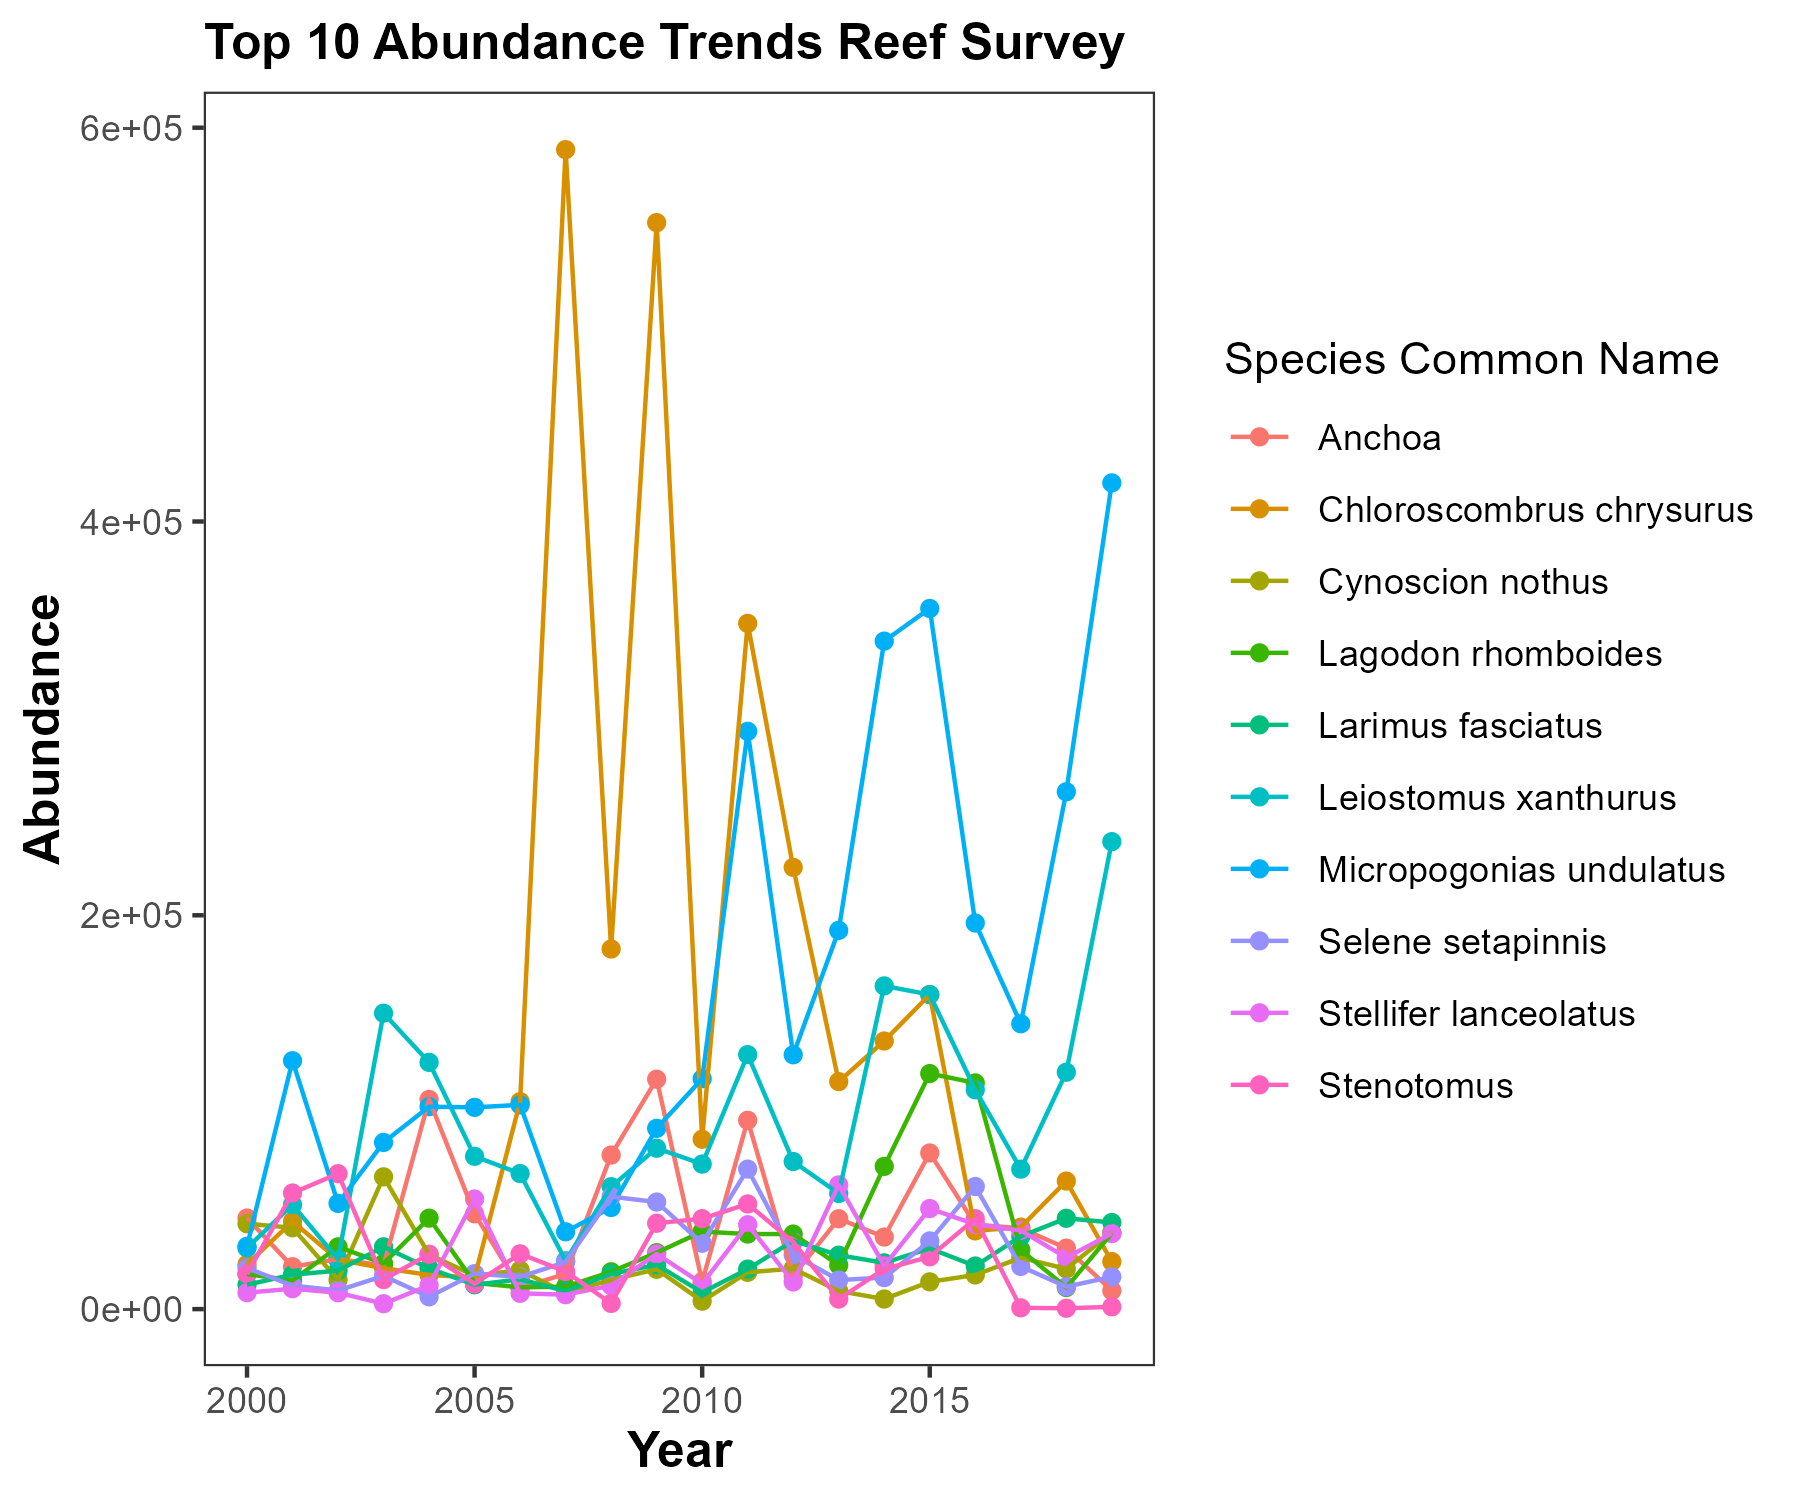 Top 10 Abundance Trends Reef Survey
6e+05
4e+05
2e+05
0e+00
Abundance
2000 2005 2010 2015
Year
Species Common Name
Anchoa
Chloroscombrus chrysurus
Cynoscion nothus
Lagodon rhomboides
Larimus fasciatus
Leiostomus xanthurus
Micropogonias undulatus
Selene setapinnis
Stellifer lanceolatus
Stenotomus